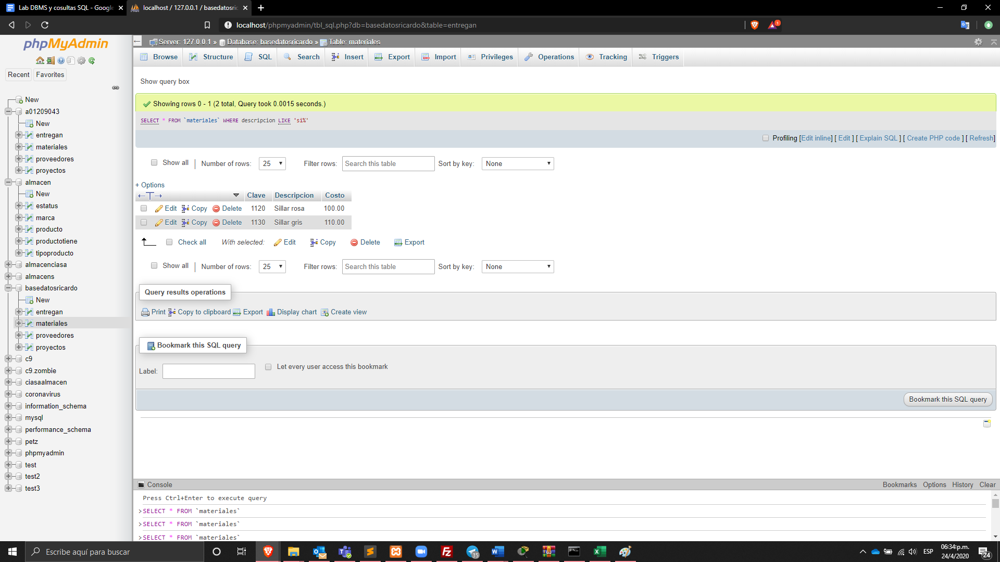 Lab DBMS y cosultas SQL - Google
localhost / 127.0.0.1 / basedatosric
localhost/phpmyadmin/tbl_sql.php?db=basedatosricardo&table=entregan
1
phpMyAdmin
Recent
Favorites
New
a01209043
New
entregan
materiales
proveedores
proyectos
almacen
New
estatus
marca
producto
productotiene
tipoproducto
almacenciasa
almacens
basedatosricardo
New
entregan
materiales
proveedores
proyectos
c9
c9.zombie
ciasaalmacen
coronavirus
information_schema
mysql
performance_schema
petz
phpmyadmin
test
test2
test3
Server: 127.0.0.1 » Database: basedatosricardo » Table: materiales
Browse
Structure
SQL
Search
Insert
Export
Import
Privileges
Operations
Tracking
Triggers
Show query box
Showing rows 0 - 1 (2 total, Query took 0.0015 seconds.)
SELECT * FROM `materiales` WHERE descripcion LIKE 'si%'
Profiling [Edit inline] [ Edit ] [ Explain SQL ] [ Create PHP code ] [ Refresh]
Show all | Number of rows: 25 Filter rows: Search this table Sort by key: None
+ Options
←T→ Clave Descripcion Costo
Edit Copy Delete 1120 Sillar rosa 100.00
Edit Copy Delete 1130 Sillar gris 110.00
Check all With selected: Edit Copy Delete Export
Show all | Number of rows: 25 Filter rows: Search this table Sort by key: None
Query results operations
Print Copy to clipboard Export Display chart Create view
Bookmark this SQL query
Label:
Let every user access this bookmark
Bookmark this SQL query
Console
Bookmarks Options History Clear
Press Ctrl+Enter to execute query
>SELECT * FROM `materiales`
>SELECT * FROM `materiales`
>SELECT * FROM `materiales`
Escribe aquí para buscar
35
ESP
06:34:p.m.
24/4/2020
24